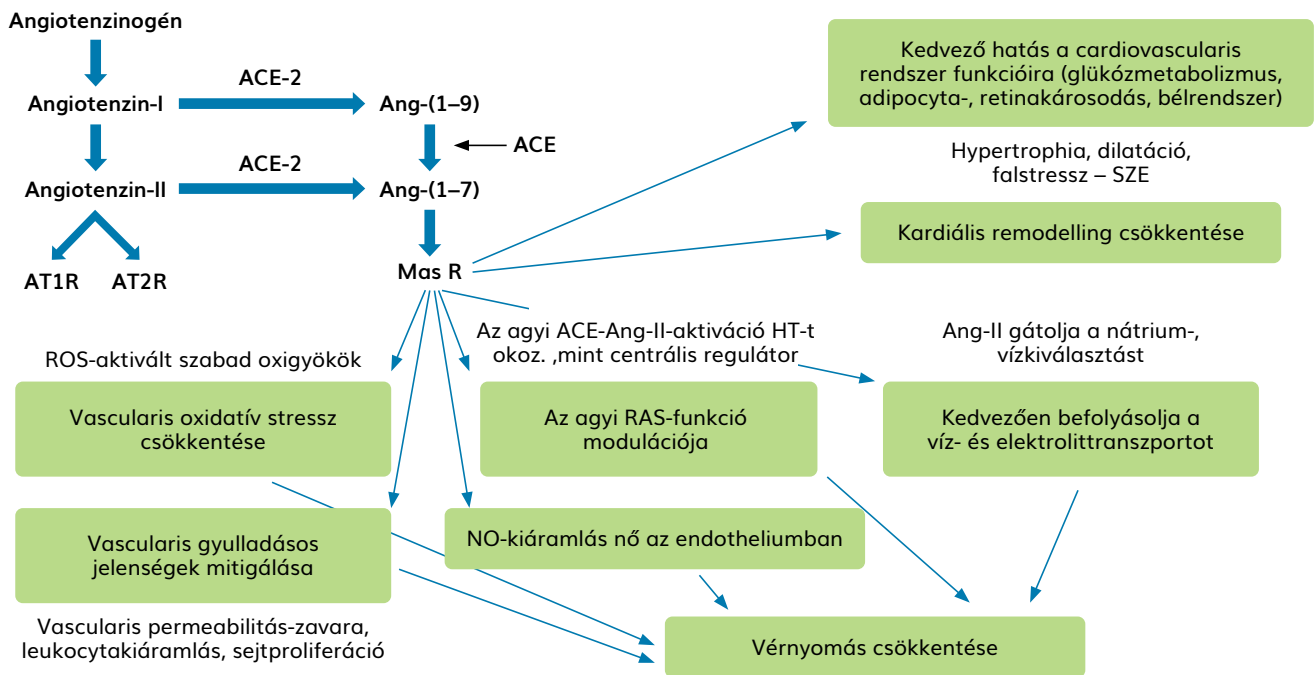 Angiotenzinogén
ACE-2
Angiotenzin-I
Ang-(1–9)
ACE
ACE-2
Angiotenzin-II
Ang-(1–7)
AT1R
AT2R
Mas R
Kedvező hatás a cardiovascularis
rendszer funkcióira (glükózmetabolizmus,
adipocyta-, retinakárosodás, bélrendszer)
Hypertrophia, dilatáció,
falstressz – SZE
Kardiális remodelling csökkentése
ROS-aktivált szabad oxigyökök
Vascularis oxidatív stressz
csökkentése
Az agyi ACE-Ang-II-aktiváció HT-t
okoz. ,mint centrális regulátor
Az agyi RAS-funkció
modulációja
Ang-II gátolja a nátrium-,
vízkiválasztást
Kedvezően befolyásolja a
víz- és elektrolittranszportot
Vascularis gyulladásos
jelenségek mitigálása
Vascularis permeabilitás-zavara,
leukocytakiáramlás, sejtproliferáció
NO-kiáramlás nő az endotheliumban
Vérnyomás csökkentése